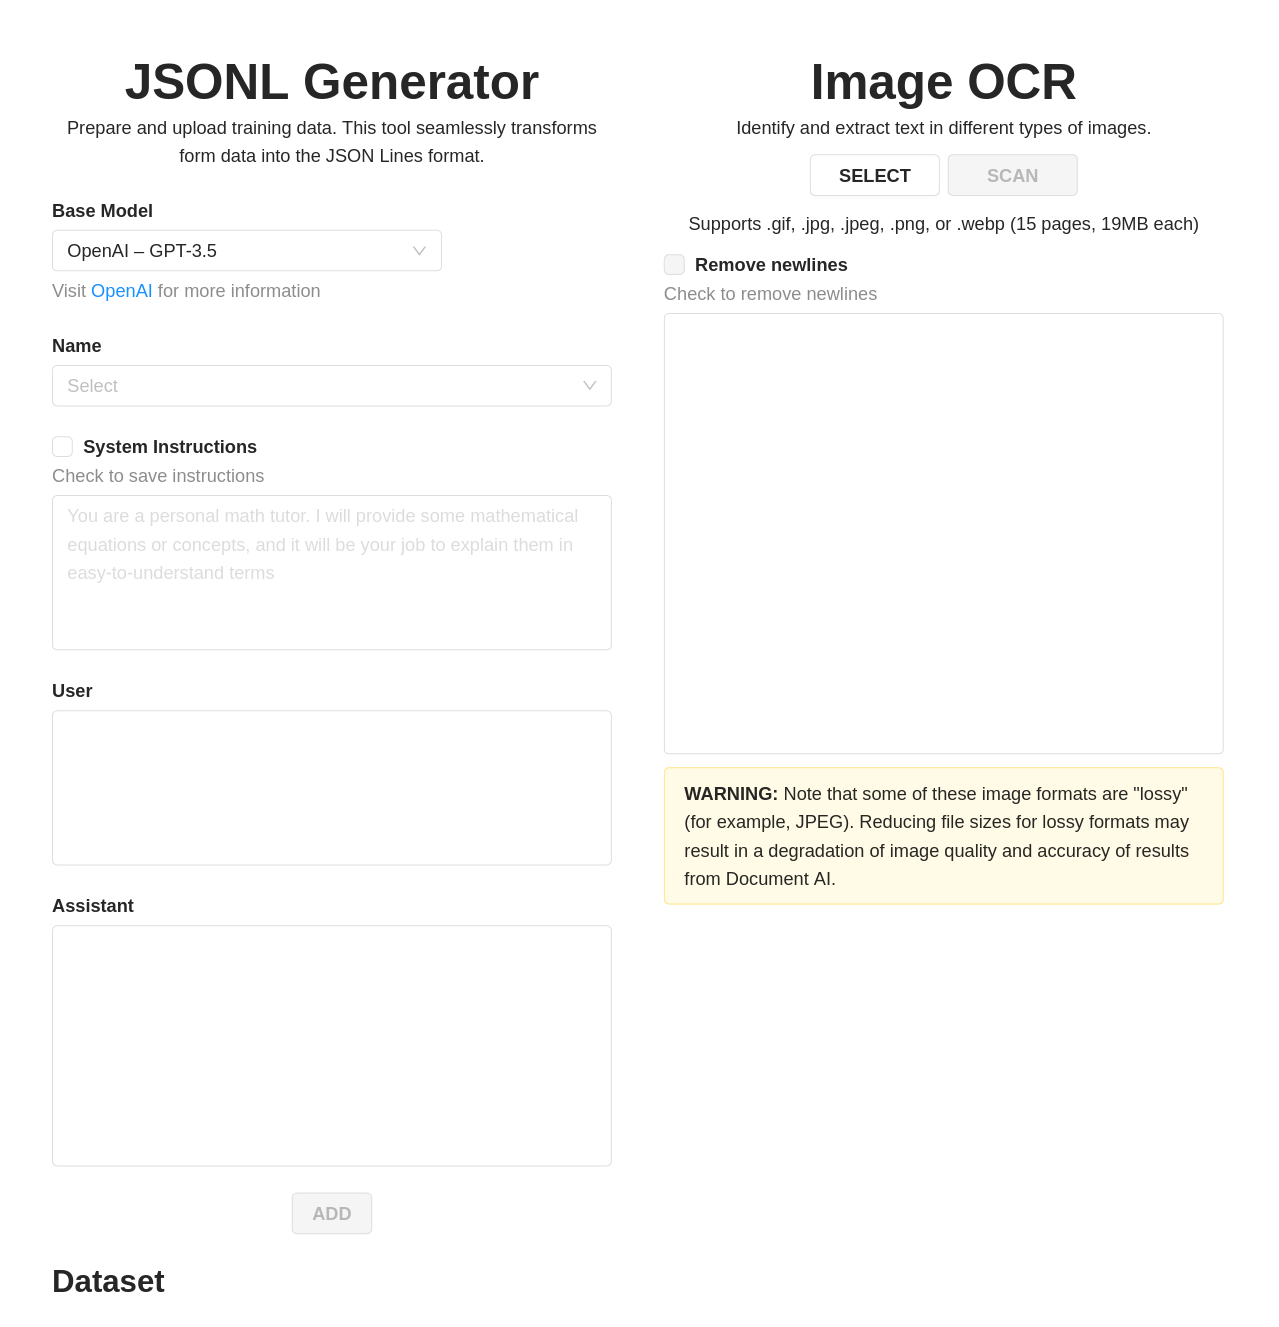 JSONL Generator
Prepare and upload training data. This tool seamlessly transforms
form data into the JSON Lines format.
Base Model
OpenAI – GPT-3.5
Visit OpenAI for more information
Name
Select
System Instructions
Check to save instructions
You are a personal math tutor. I will provide some mathematical
equations or concepts, and it will be your job to explain them in
easy-to-understand terms
User
Assistant
ADD
Dataset
Image OCR
Identify and extract text in different types of images.
SELECT
SCAN
Supports .gif, .jpg, .jpeg, .png, or .webp (15 pages, 19MB each)
Remove newlines
Check to remove newlines
WARNING: Note that some of these image formats are "lossy"
(for example, JPEG). Reducing file sizes for lossy formats may
result in a degradation of image quality and accuracy of results
from Document AI.